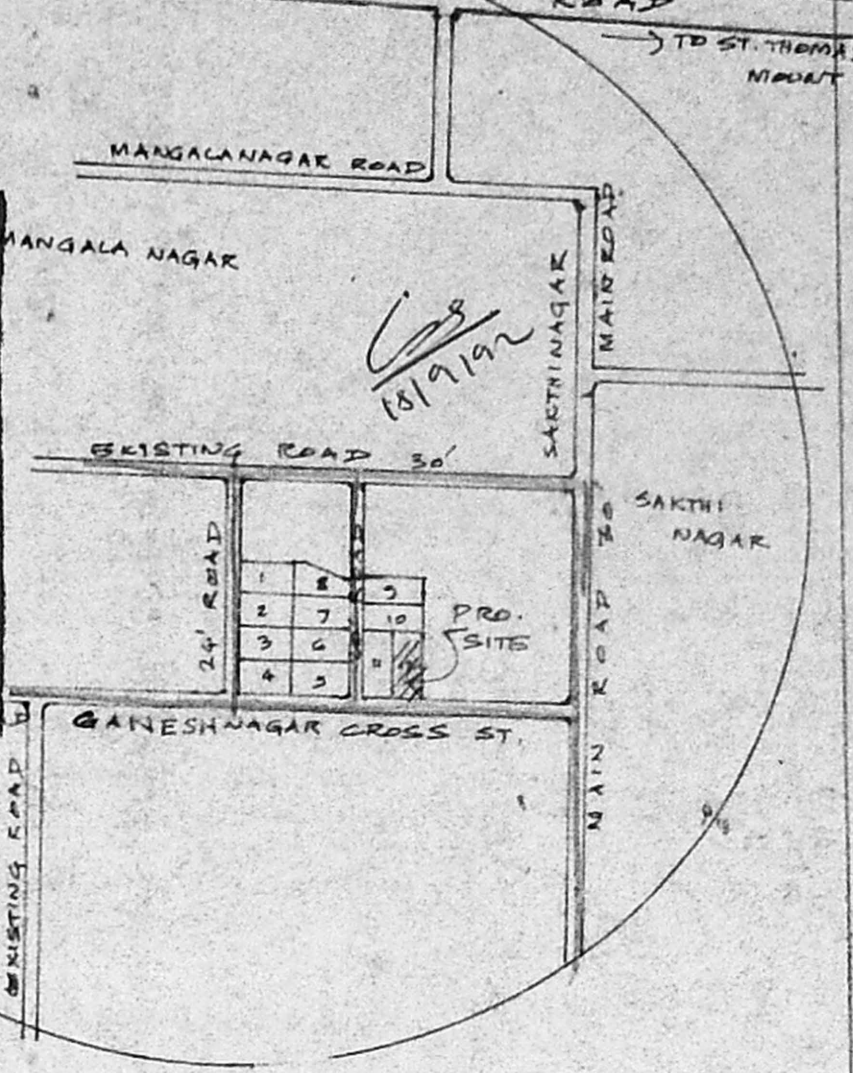 ROAD
→ TO ST. THOMA
MOUNT
MANGALANAGAR ROAD
MANGALA NAGAR
SAKTHINAGAR
MAIN ROAD
18/9/92
EXISTING ROAD 30'
SAKTHI
NAGAR
24' ROAD
1 8 9
2 7 10
3 6 11
4 5
PRO.
SITE
MAIN ROAD 30
GANESHNAGAR CROSS ST.
EXISTING ROAD